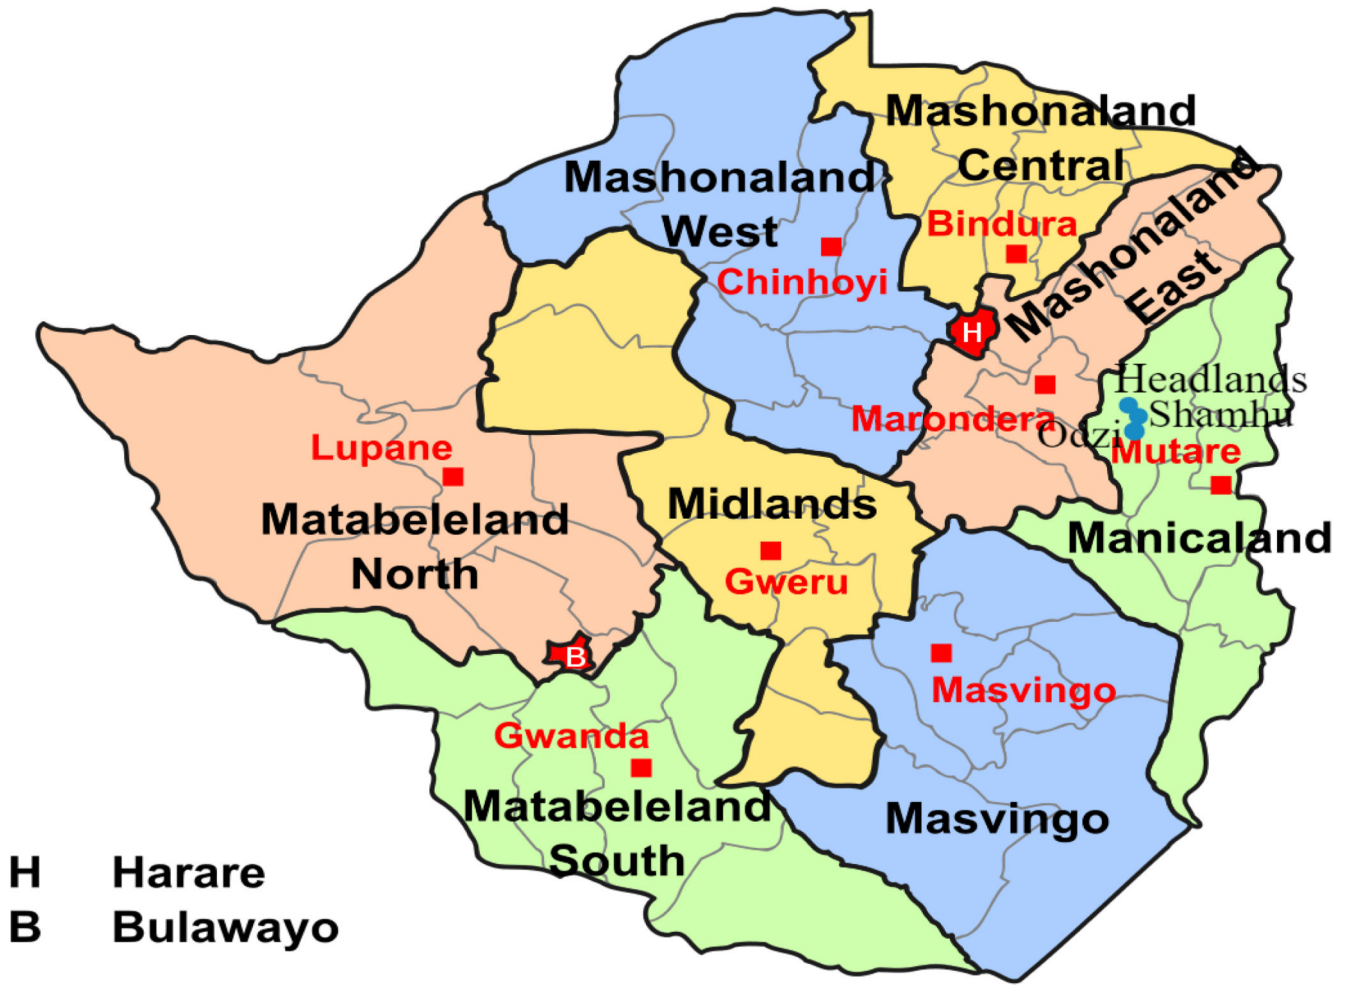 Mashonaland
Central
Mashonaland
West
Bindura
Mashonaland
East
Chinhoyi
H
Headlands
Shamhu
Marondera
Odzi
Mutare
Lupane
Matabeleland
North
Midlands
Manicaland
Gweru
B
Masvingo
Gwanda
Matabeleland
South
Masvingo
H Harare
B Bulawayo